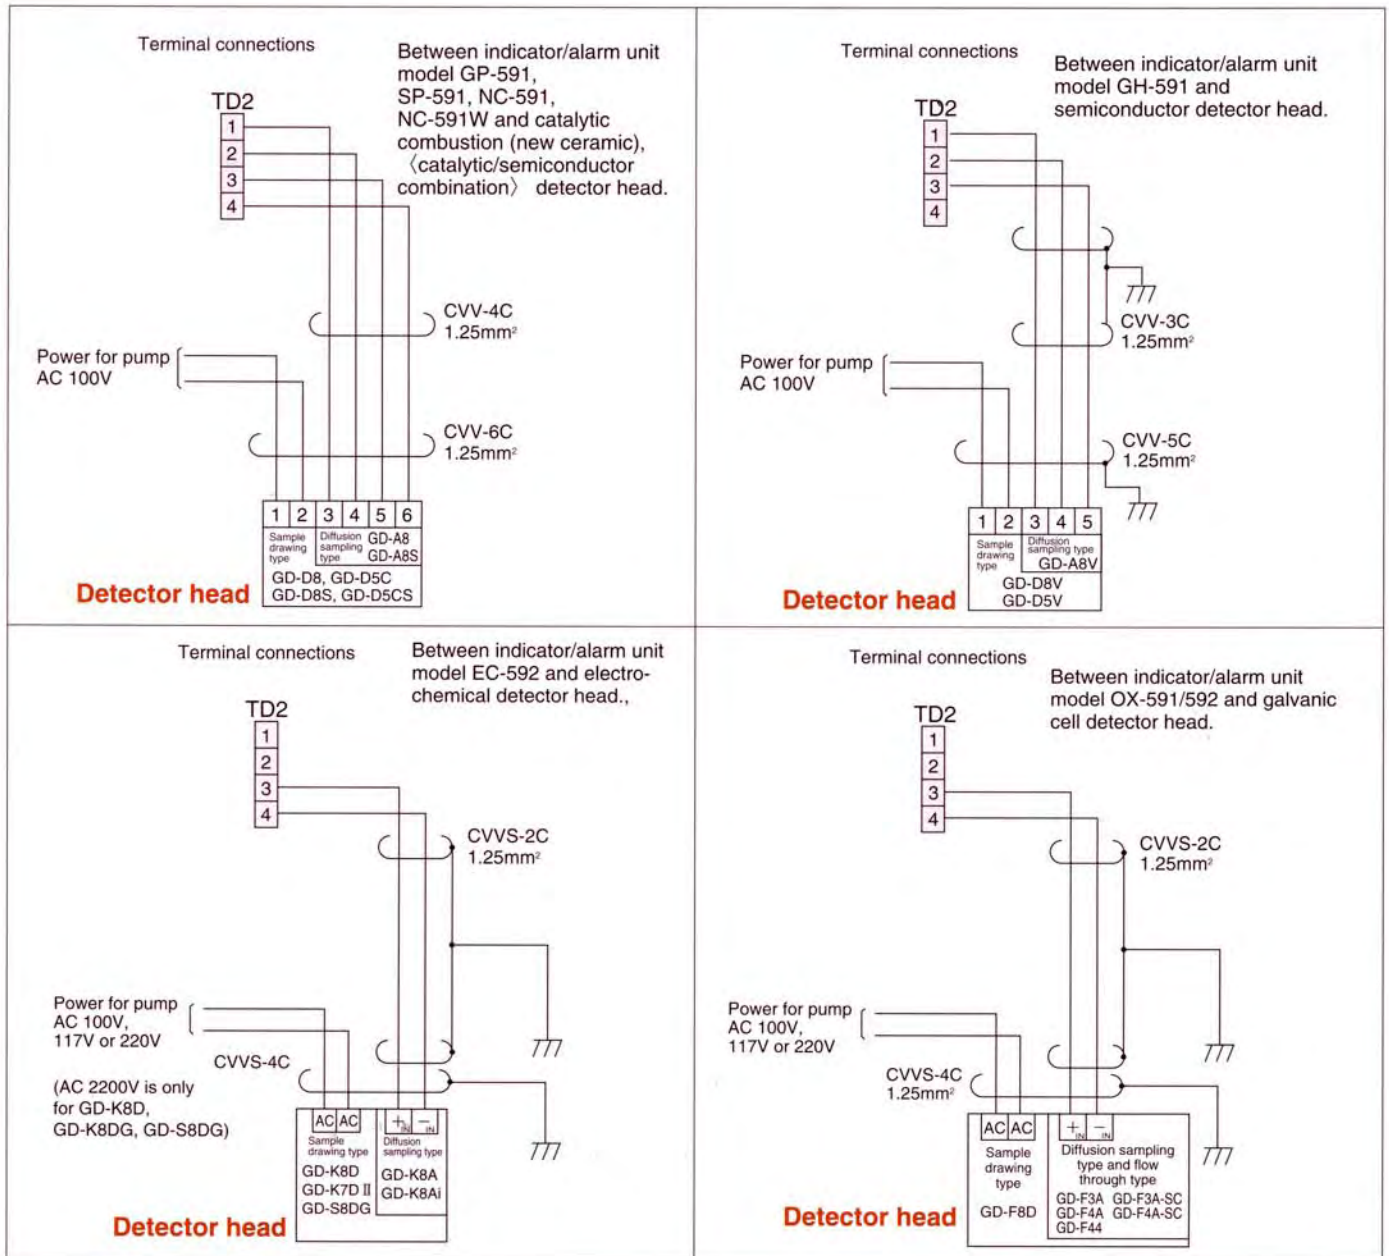 Terminal connections
Between indicator/alarm unit
model GP-591,
SP-591, NC-591,
NC-591W and catalytic
combustion (new ceramic),
〈catalytic/semiconductor
combination〉 detector head.
TD2
1
2
3
4
CVV-4C
1.25mm²
Power for pump
AC 100V
CVV-6C
1.25mm²
1 2 3 4 5 6
Sample
drawing
type
Diffusion
sampling
type
GD-A8
GD-A8S
GD-D8, GD-D5C
GD-D8S, GD-D5CS
Detector head
Terminal connections
Between indicator/alarm unit
model GH-591 and
semiconductor detector head.
TD2
1
2
3
4
CVV-3C
1.25mm²
Power for pump
AC 100V
CVV-5C
1.25mm²
1 2 3 4 5
Sample
drawing
type
Diffusion
sampling type
GD-A8V
GD-D8V
GD-D5V
Detector head
Terminal connections
Between indicator/alarm unit
model EC-592 and electro-
chemical detector head.,
TD2
1
2
3
4
CVVS-2C
1.25mm²
Power for pump
AC 100V,
117V or 220V
CVVS-4C
(AC 2200V is only
for GD-K8D,
GD-K8DG, GD-S8DG)
AC AC + IN − IN
Sample
drawing type
GD-K8D
GD-K7D II
GD-S8DG
Diffusion
sampling type
GD-K8A
GD-K8Ai
Detector head
Terminal connections
Between indicator/alarm unit
model OX-591/592 and galvanic
cell detector head.
TD2
1
2
3
4
CVVS-2C
1.25mm²
Power for pump
AC 100V,
117V or 220V
CVVS-4C
1.25mm²
AC AC + IN − IN
Sample
drawing
type
GD-F8D
Diffusion sampling
type and flow
through type
GD-F3A GD-F3A-SC
GD-F4A GD-F4A-SC
GD-F44
Detector head